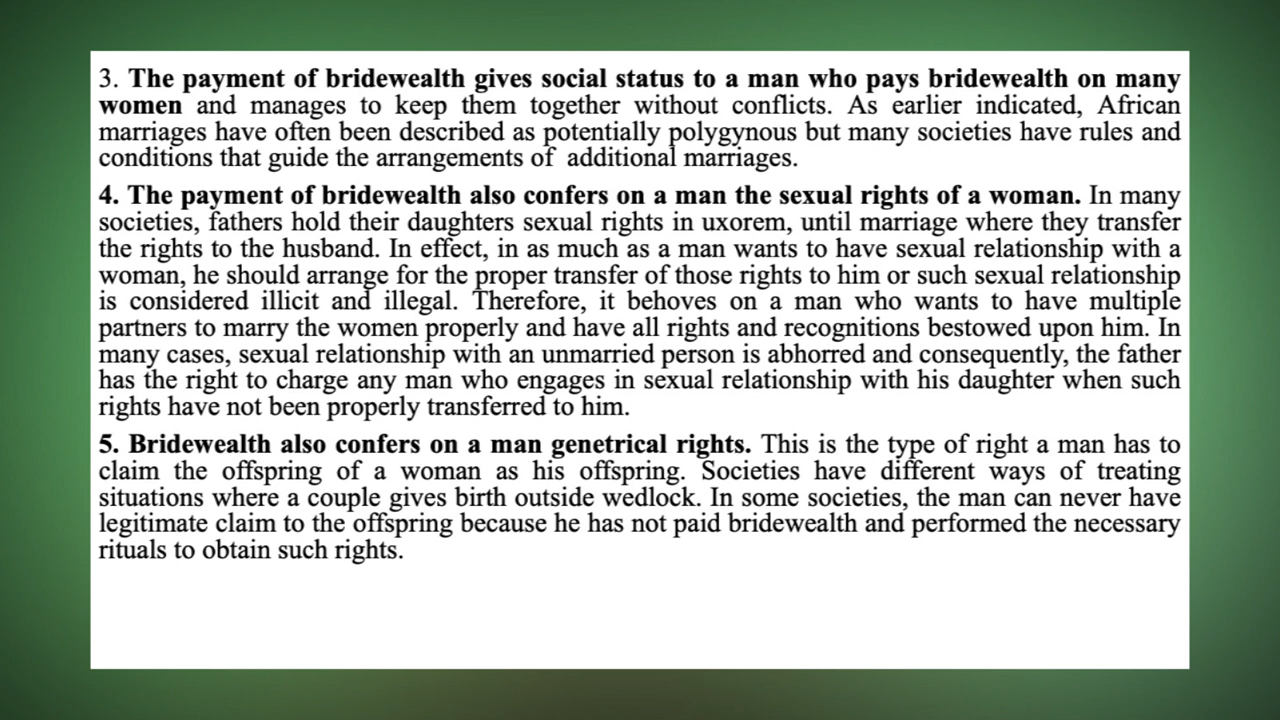 3. The payment of bridewealth gives social status to a man who pays bridewealth on many
women and manages to keep them together without conflicts. As earlier indicated, African
marriages have often been described as potentially polygynous but many societies have rules and
conditions that guide the arrangements of additional marriages.
4. The payment of bridewealth also confers on a man the sexual rights of a woman. In many
societies, fathers hold their daughters sexual rights in uxorem, until marriage where they transfer
the rights to the husband. In effect, in as much as a man wants to have sexual relationship with a
woman, he should arrange for the proper transfer of those rights to him or such sexual relationship
is considered illicit and illegal. Therefore, it behoves on a man who wants to have multiple
partners to marry the women properly and have all rights and recognitions bestowed upon him. In
many cases, sexual relationship with an unmarried person is abhorred and consequently, the father
has the right to charge any man who engages in sexual relationship with his daughter when such
rights have not been properly transferred to him.
5. Bridewealth also confers on a man genetrical rights. This is the type of right a man has to
claim the offspring of a woman as his offspring. Societies have different ways of treating
situations where a couple gives birth outside wedlock. In some societies, the man can never have
legitimate claim to the offspring because he has not paid bridewealth and performed the necessary
rituals to obtain such rights.